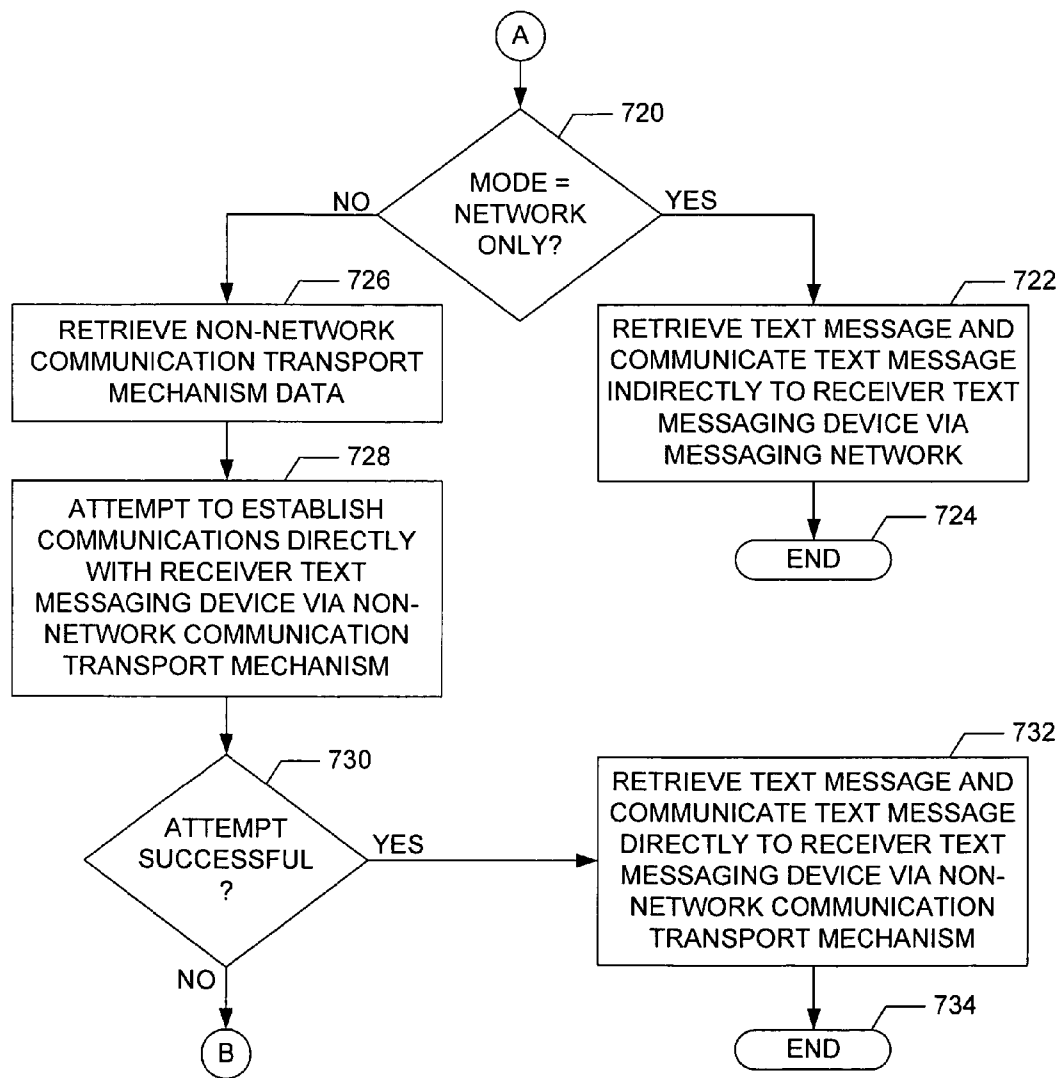 A
720
MODE =
NETWORK
ONLY?
NO
YES
726
RETRIEVE NON-NETWORK
COMMUNICATION TRANSPORT
MECHANISM DATA
722
RETRIEVE TEXT MESSAGE AND
COMMUNICATE TEXT MESSAGE
INDIRECTLY TO RECEIVER TEXT
MESSAGING DEVICE VIA
MESSAGING NETWORK
724
END
728
ATTEMPT TO ESTABLISH
COMMUNICATIONS DIRECTLY
WITH RECEIVER TEXT
MESSAGING DEVICE VIA NON-
NETWORK COMMUNICATION
TRANSPORT MECHANISM
730
ATTEMPT
SUCCESSFUL
?
YES
NO
732
RETRIEVE TEXT MESSAGE AND
COMMUNICATE TEXT MESSAGE
DIRECTLY TO RECEIVER TEXT
MESSAGING DEVICE VIA NON-
NETWORK COMMUNICATION
TRANSPORT MECHANISM
734
END
B